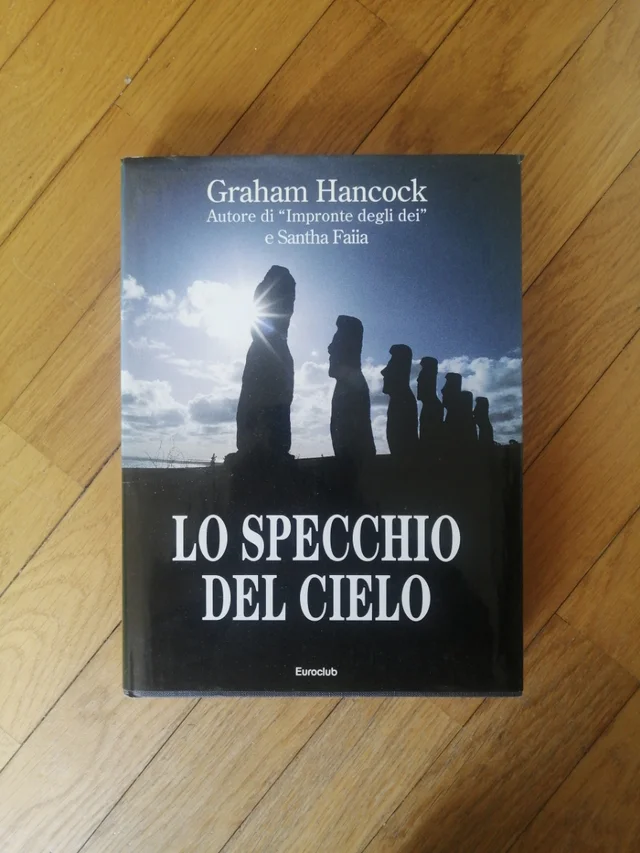 Graham Hancock
Autore di “Impronte degli dei”
e Santha Faiia
LO SPECCHIO
DEL CIELO
Euroclub